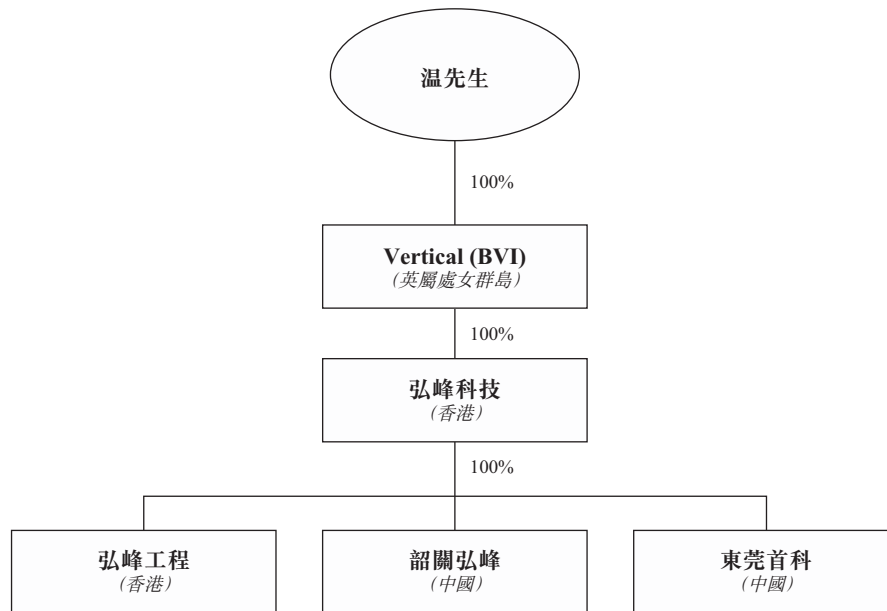 温先生
100%
Vertical (BVI)
(英屬處女群島)
100%
弘峰科技
(香港)
100%
弘峰工程
(香港)
韶關弘峰
(中國)
東莞首科
(中國)